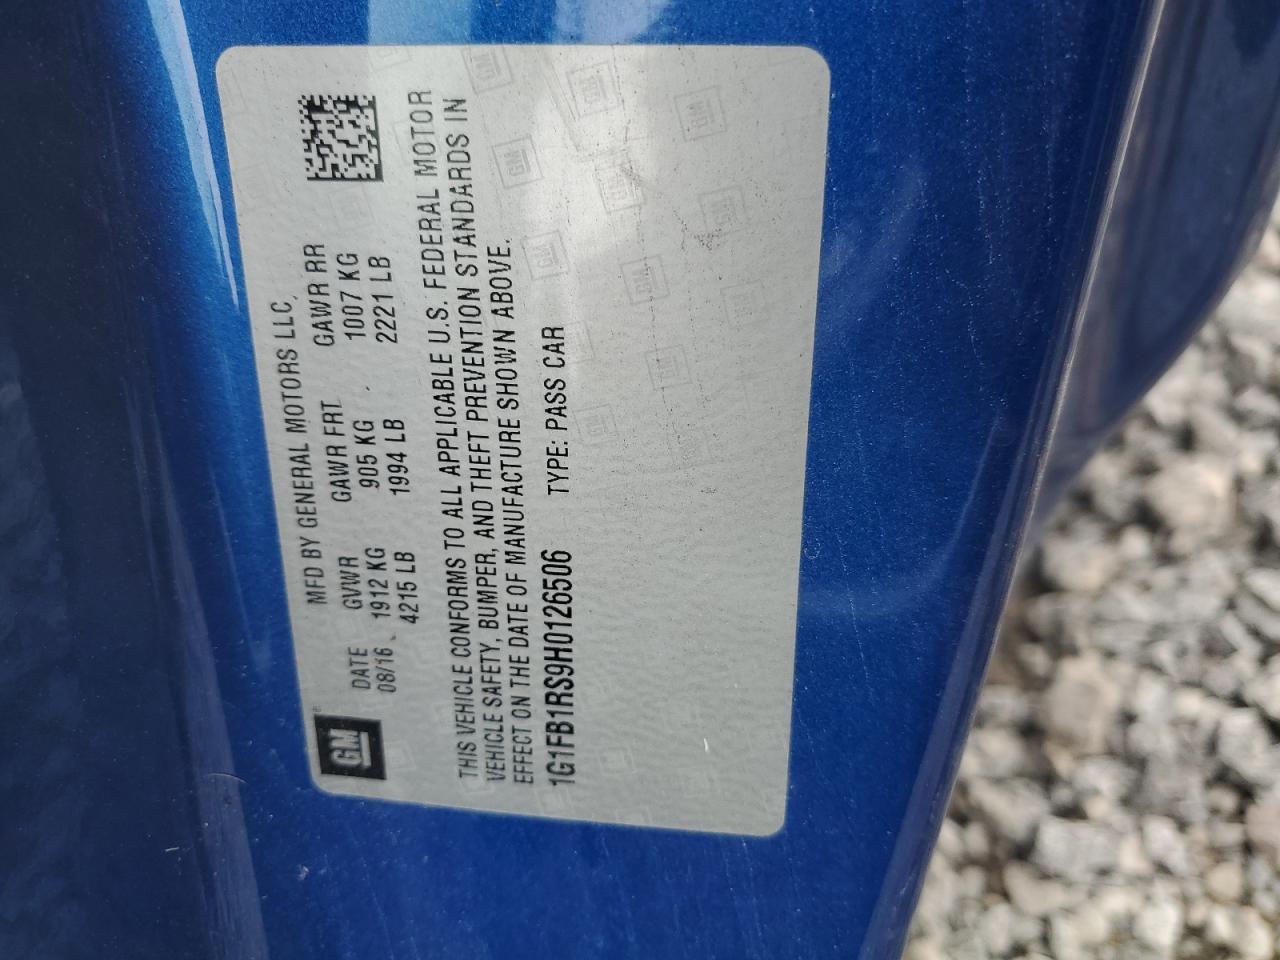 MFD BY GENERAL MOTORS LLC
GM
DATE GVWR GAWR FRT GAWR RR
08/16 1912 KG 905 KG 1007 KG
4215 LB 1994 LB 2221 LB
THIS VEHICLE CONFORMS TO ALL APPLICABLE U.S. FEDERAL MOTOR
VEHICLE SAFETY, BUMPER, AND THEFT PREVENTION STANDARDS IN
EFFECT ON THE DATE OF MANUFACTURE SHOWN ABOVE.
1G1FB1RS9H0126506 TYPE: PASS CAR